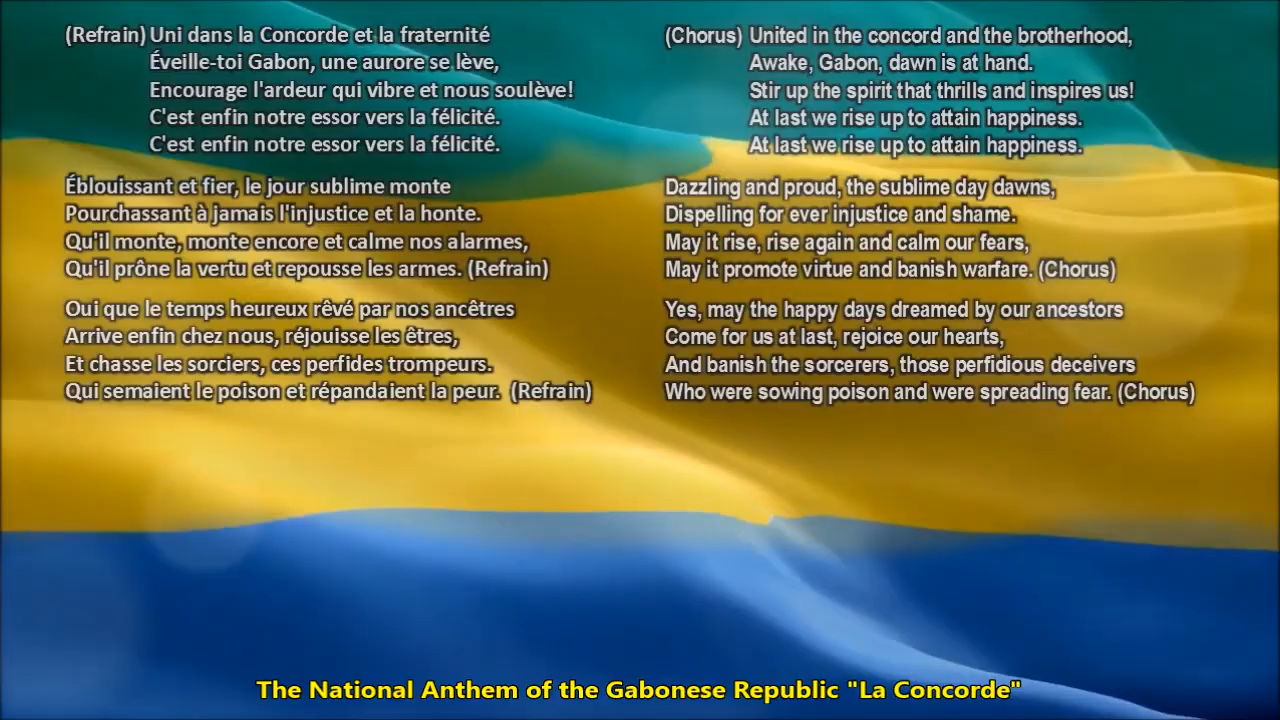 (Refrain) Uni dans la Concorde et la fraternité
Éveille-toi Gabon, une aurore se lève,
Encourage l'ardeur qui vibre et nous soulève!
C'est enfin notre essor vers la félicité.
C'est enfin notre essor vers la félicité.
Éblouissant et fier, le jour sublime monte
Pourchassant à jamais l'injustice et la honte.
Qu'il monte, monte encore et calme nos alarmes,
Qu'il prône la vertu et repousse les armes. (Refrain)
Oui que le temps heureux rêvé par nos ancêtres
Arrive enfin chez nous, réjouisse les êtres,
Et chasse les sorciers, ces perfides trompeurs.
Qui semaient le poison et répandaient la peur. (Refrain)
(Chorus) United in the concord and the brotherhood,
Awake, Gabon, dawn is at hand.
Stir up the spirit that thrills and inspires us!
At last we rise up to attain happiness.
At last we rise up to attain happiness.
Dazzling and proud, the sublime day dawns,
Dispelling for ever injustice and shame.
May it rise, rise again and calm our fears,
May it promote virtue and banish warfare. (Chorus)
Yes, may the happy days dreamed by our ancestors
Come for us at last, rejoice our hearts,
And banish the sorcerers, those perfidious deceivers
Who were sowing poison and were spreading fear. (Chorus)
The National Anthem of the Gabonese Republic "La Concorde"